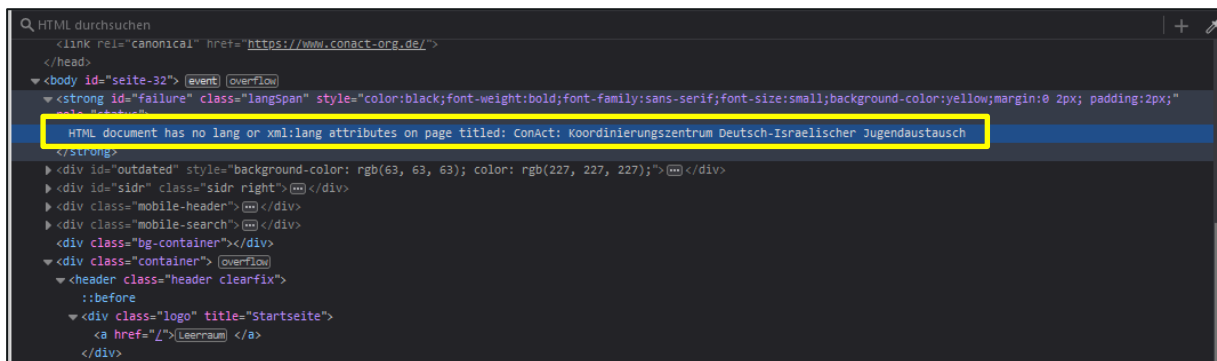 HTML durchsuchen
<link rel="canonical" href="https://www.conact-org.de/">
</head>
<body id="seite-32"> event overflow
<strong id="failure" class="langSpan" style="color:black;font-weight:bold;font-family:sans-serif;font-size:small;background-color:yellow;margin:0 2px; padding:2px;"
role="status">
HTML document has no lang or xml:lang attributes on page titled: ConAct: Koordinierungszentrum Deutsch-Israelischer Jugendaustausch
</strong>
<div id="outdated" style="background-color: rgb(63, 63, 63); color: rgb(227, 227, 227);">…</div>
<div id="sidr" class="sidr right">…</div>
<div class="mobile-header">…</div>
<div class="mobile-search">…</div>
<div class="bg-container"></div>
<div class="container"> overflow
<header class="header clearfix">
::before
<div class="logo" title="Startseite">
<a href="/">Leerraum </a>
</div>